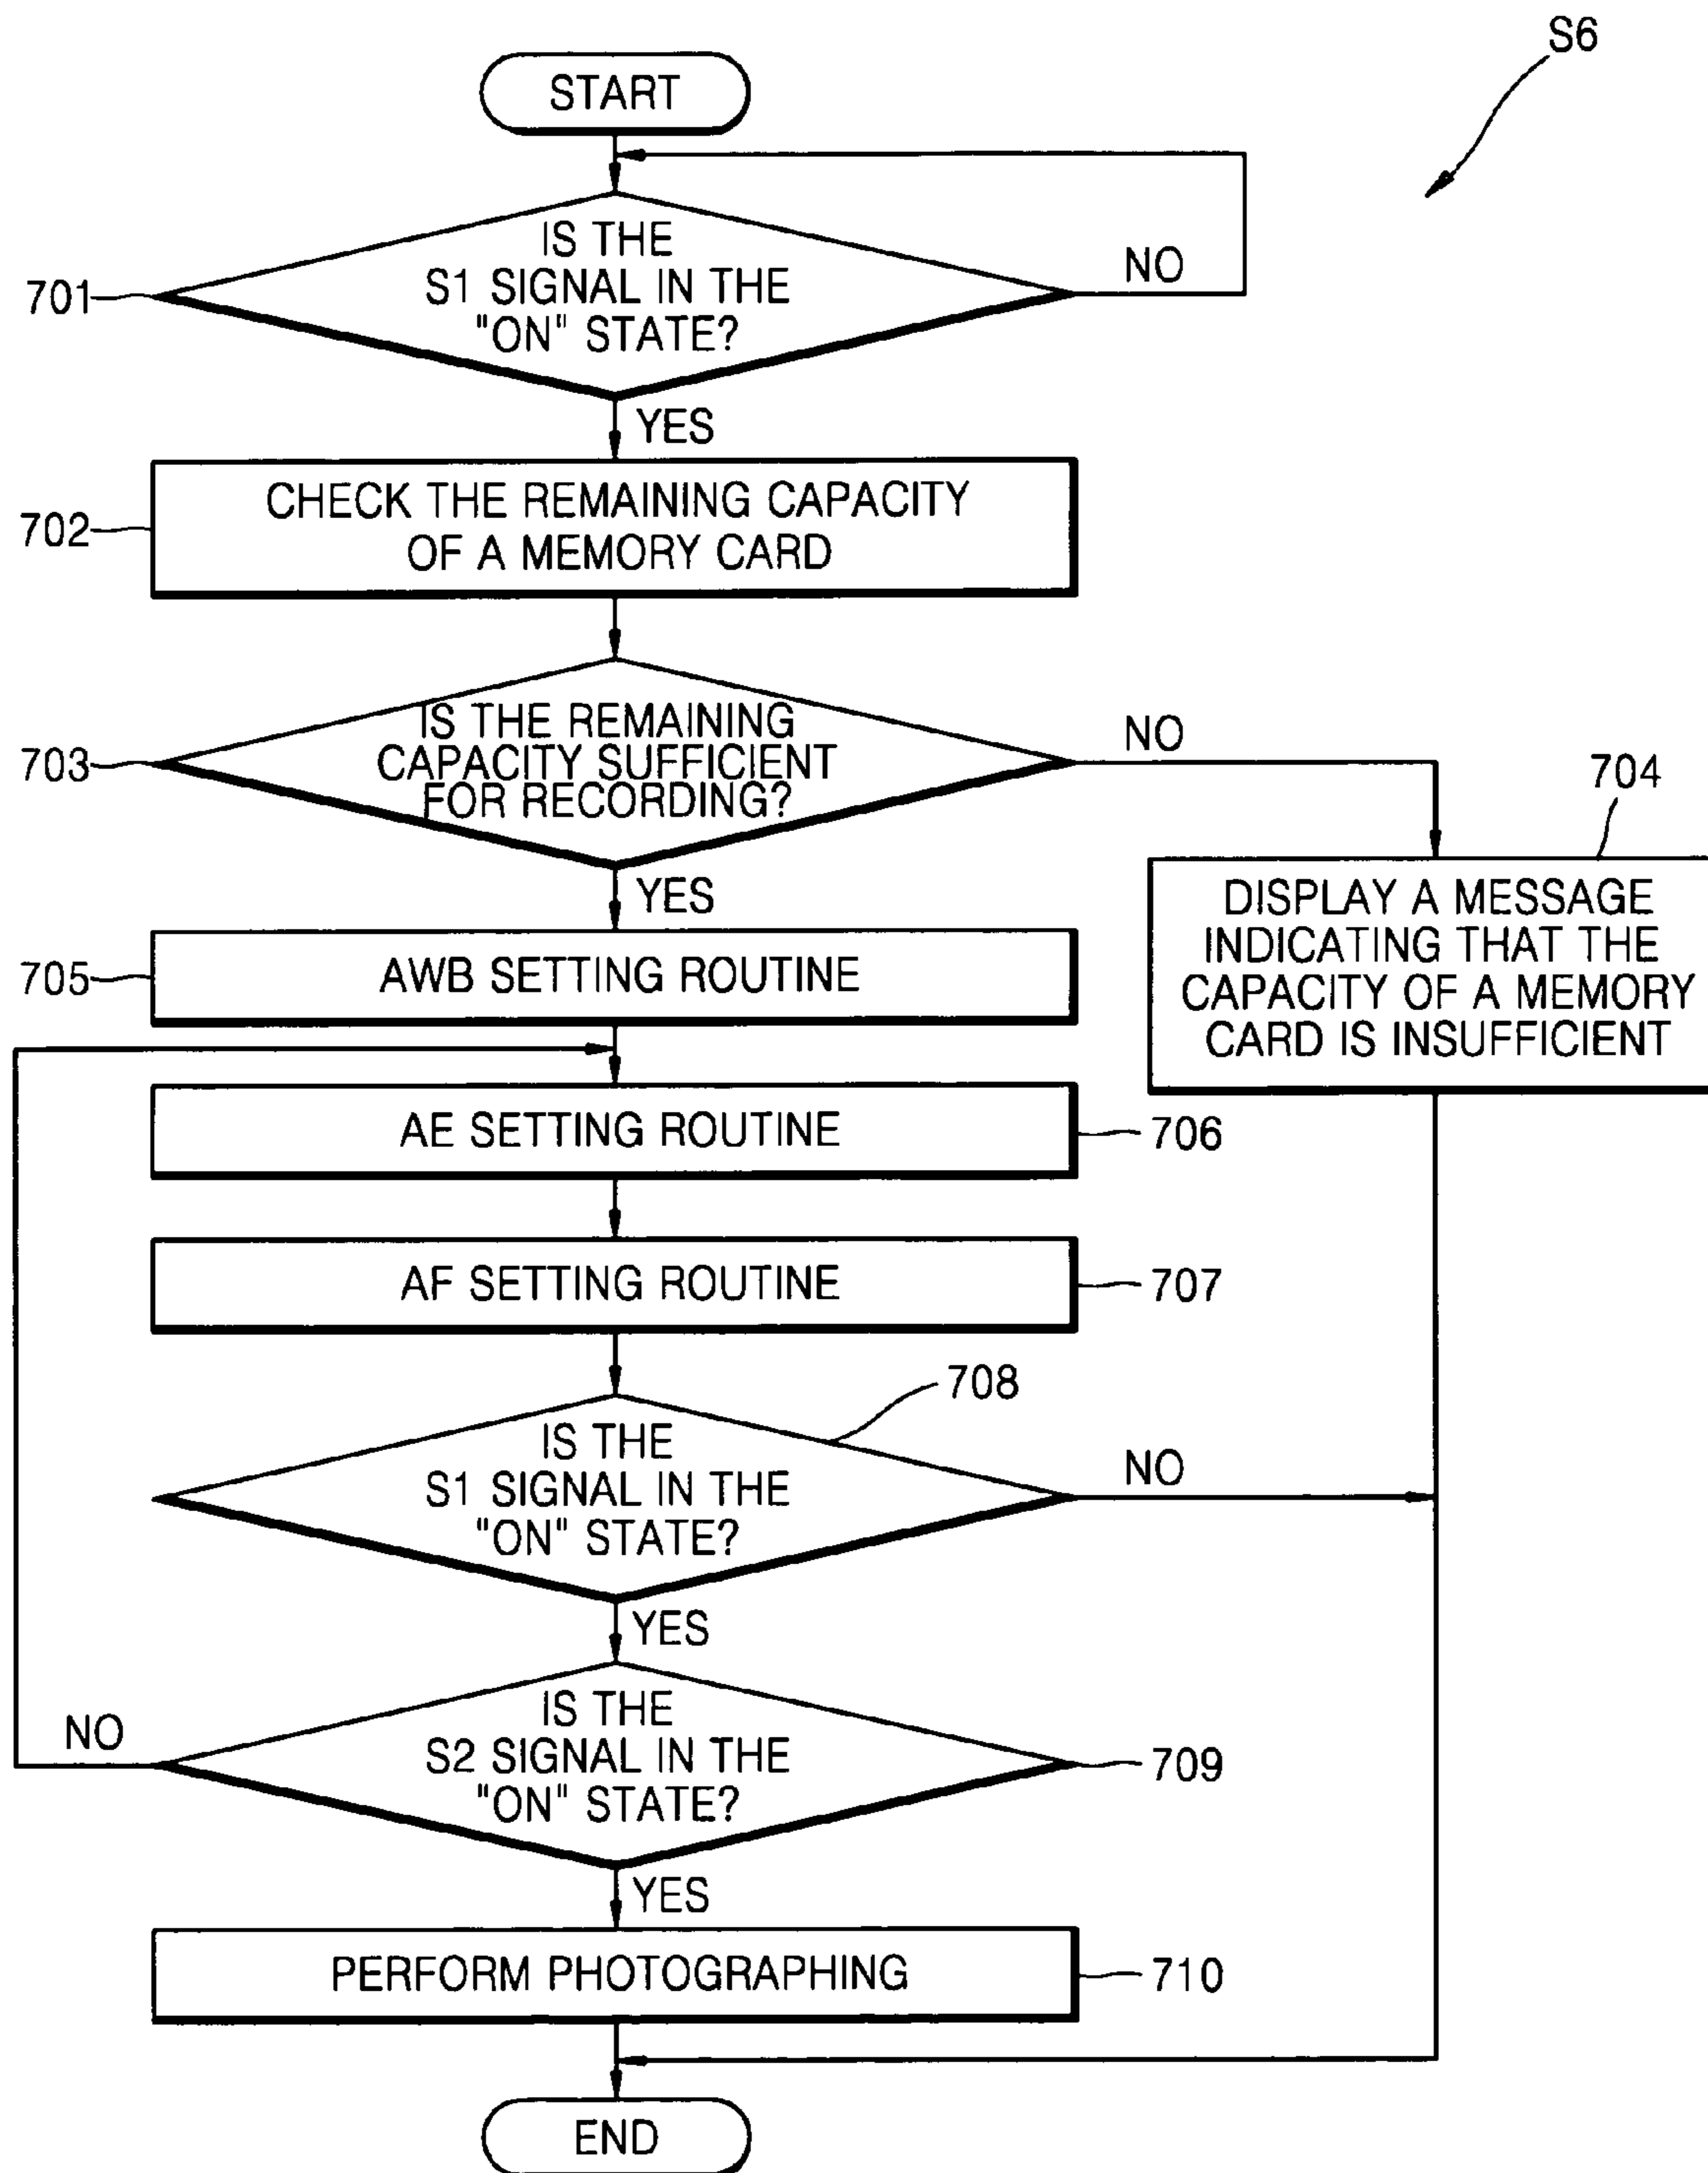 S6
START
IS THE
S1 SIGNAL IN THE
"ON" STATE?
NO
701
YES
CHECK THE REMAINING CAPACITY
OF A MEMORY CARD
702
IS THE REMAINING
CAPACITY SUFFICIENT
FOR RECORDING?
NO
703
704
DISPLAY A MESSAGE
INDICATING THAT THE
CAPACITY OF A MEMORY
CARD IS INSUFFICIENT
YES
705
AWB SETTING ROUTINE
AE SETTING ROUTINE
706
AF SETTING ROUTINE
707
708
IS THE
S1 SIGNAL IN THE
"ON" STATE?
NO
YES
NO
IS THE
S2 SIGNAL IN THE
"ON" STATE?
709
YES
PERFORM PHOTOGRAPHING
710
END